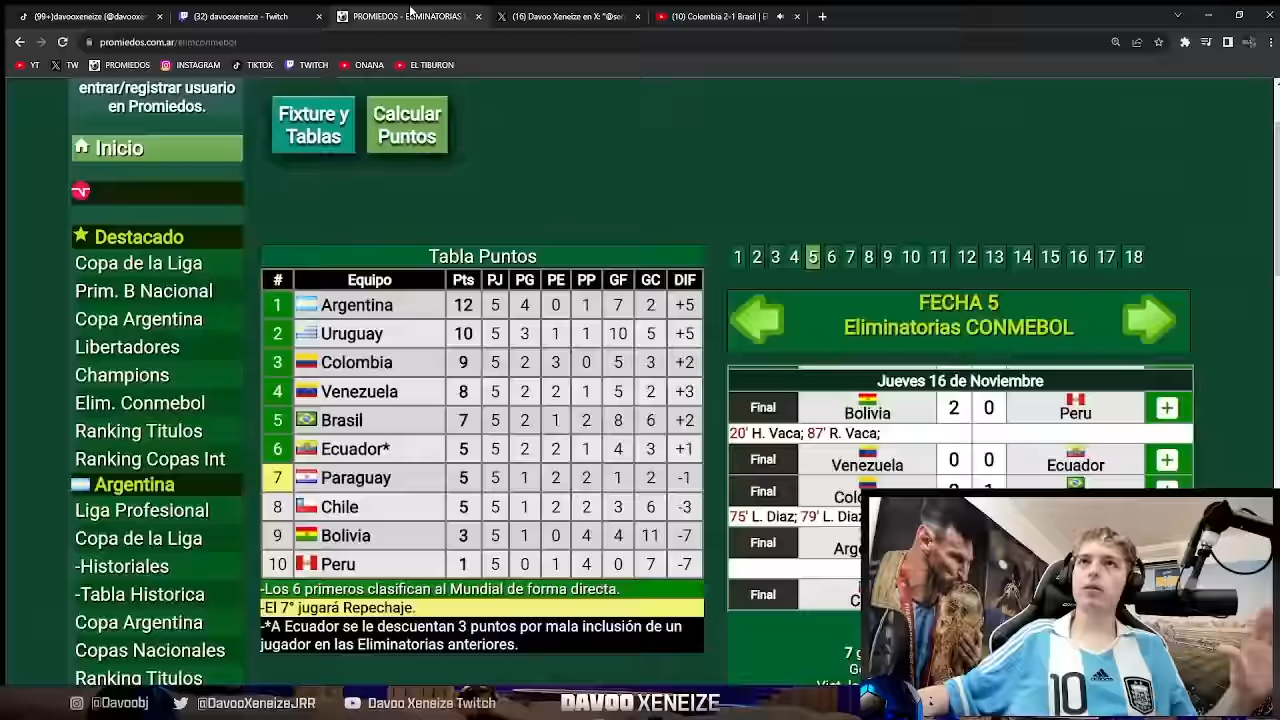 (99+)davooxeneize (@davooxe
(32) davooxeneize - Twitch
PROMIEDOS - ELIMINATORIAS
(16) Davoo Xeneize en X: "@ser
(10) Colombia 2-1 Brasil | El
promiedos.com.ar/elimconmebol
YT TW PROMIEDOS INSTAGRAM TIKTOK TWITCH ONANA EL TIBURON
entrar/registrar usuario
en Promiedos.
Inicio
Destacado
Copa de la Liga
Prim. B Nacional
Copa Argentina
Libertadores
Champions
Elim. Conmebol
Ranking Titulos
Ranking Copas Int
Argentina
Liga Profesional
Copa de la Liga
-Historiales
-Tabla Historica
Copa Argentina
Copas Nacionales
Ranking Titulos
Fixture y
Tablas
Calcular
Puntos
Tabla Puntos
# Equipo Pts PJ PG PE PP GF GC DIF
1 Argentina 12 5 4 0 1 7 2 +5
2 Uruguay 10 5 3 1 1 10 5 +5
3 Colombia 9 5 2 3 0 5 3 +2
4 Venezuela 8 5 2 2 1 5 2 +3
5 Brasil 7 5 2 1 2 8 6 +2
6 Ecuador* 5 5 2 2 1 4 3 +1
7 Paraguay 5 5 1 2 2 1 2 -1
8 Chile 5 5 1 2 2 3 6 -3
9 Bolivia 3 5 1 0 4 4 11 -7
10 Peru 1 5 0 1 4 0 7 -7
-Los 6 primeros clasifican al Mundial de forma directa.
-El 7° jugará Repechaje.
-*A Ecuador se le descuentan 3 puntos por mala inclusión de un
jugador en las Eliminatorias anteriores.
1 2 3 4 5 6 7 8 9 10 11 12 13 14 15 16 17 18
FECHA 5
Eliminatorias CONMEBOL
Jueves 16 de Noviembre
Final Bolivia 2 0 Peru
20' H. Vaca; 87' R. Vaca;
Final Venezuela 0 0 Ecuador
Final Colo
75' L. Diaz; 79' L. Diaz
Final Arg
Final C
7 g
10
@Davoobj
@DavooXeneizeJRR
Davoo Xeneize Twitch
DAVOO XENEIZE